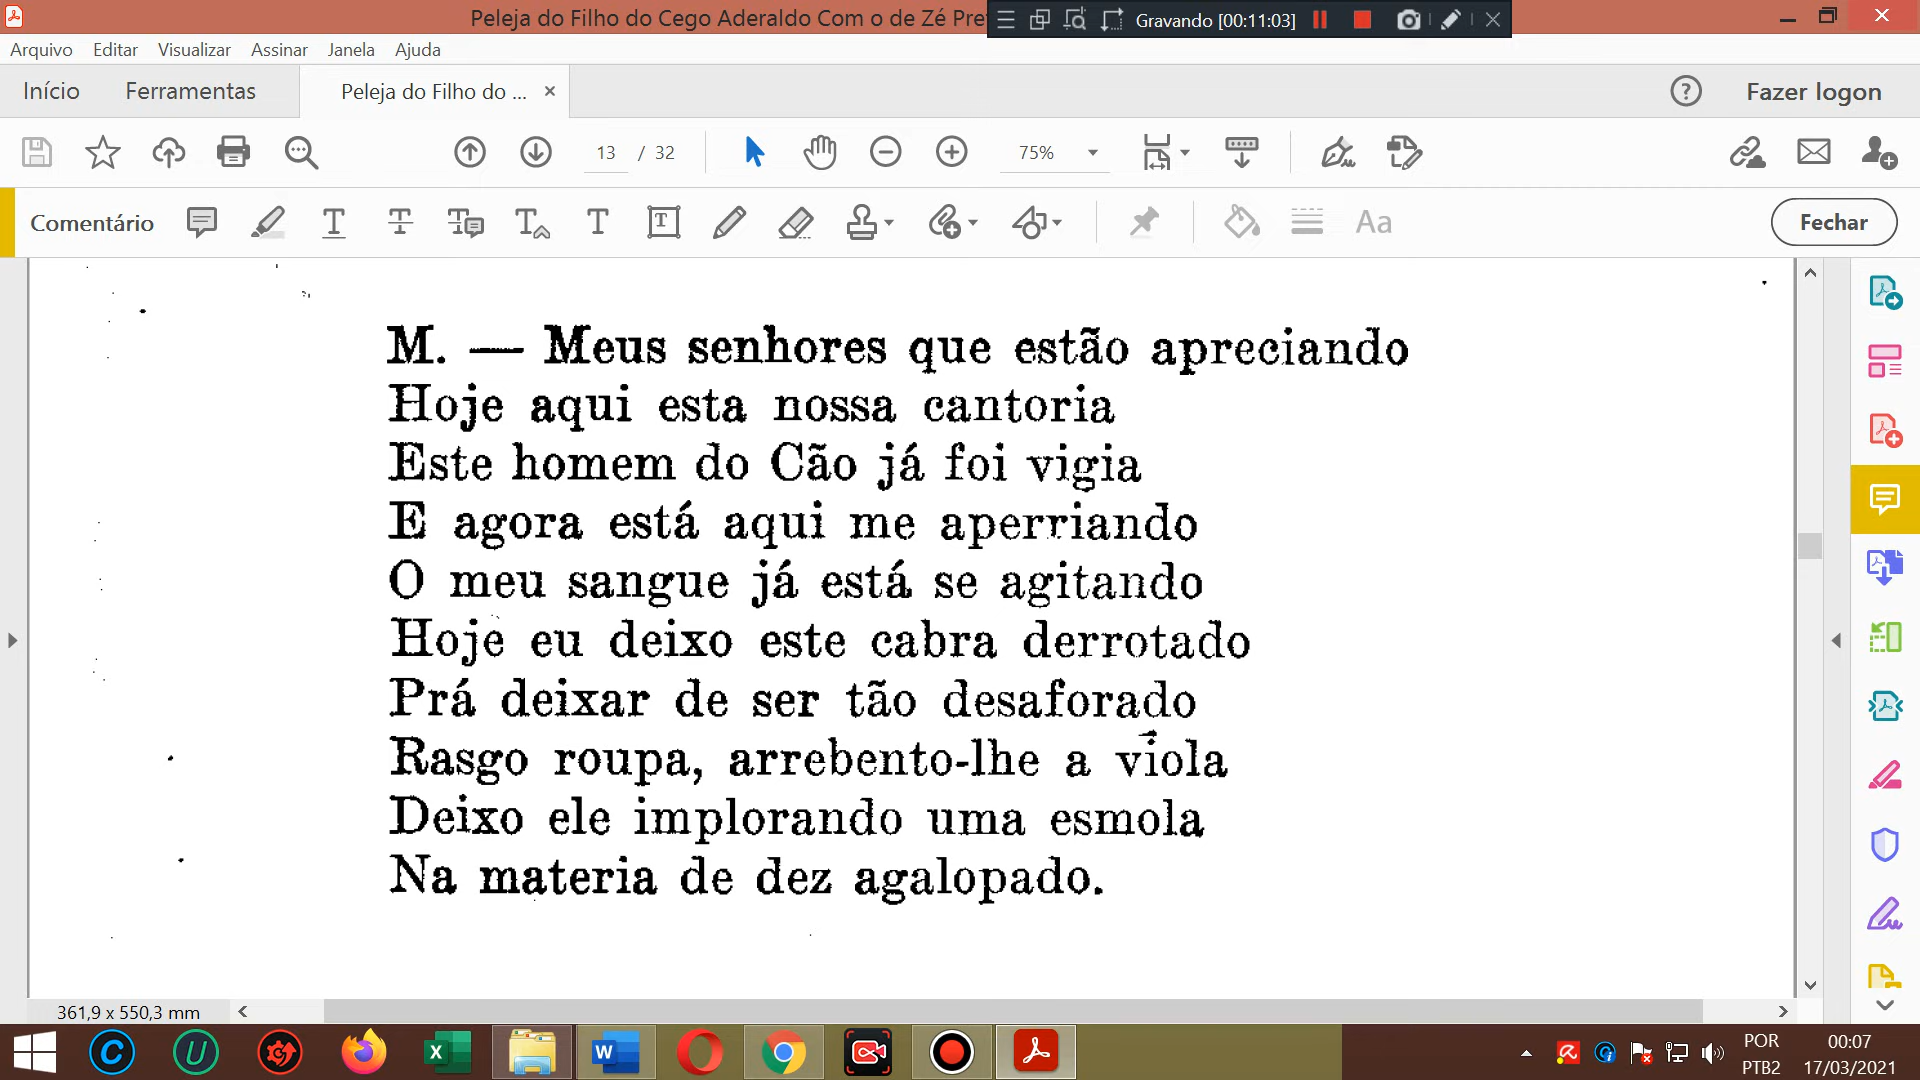 Peleja do Filho do Cego Aderaldo Com o de Zé Pre
Gravando [00:11:03]
Arquivo Editar Visualizar Assinar Janela Ajuda
Início Ferramentas Peleja do Filho do ... Fazer logon
13 / 32 75%
Comentário Fechar
M. — Meus senhores que estão apreciando
Hoje aqui esta nossa cantoria
Este homem do Cão já foi vigia
E agora está aqui me aperriando
O meu sangue já está se agitando
Hoje eu deixo este cabra derrotado
Prá deixar de ser tão desaforado
Rasgo roupa, arrebento-lhe a viola
Deixo ele implorando uma esmola
Na materia de dez agalopado.
361,9 x 550,3 mm
POR 00:07
PTB2 17/03/2021